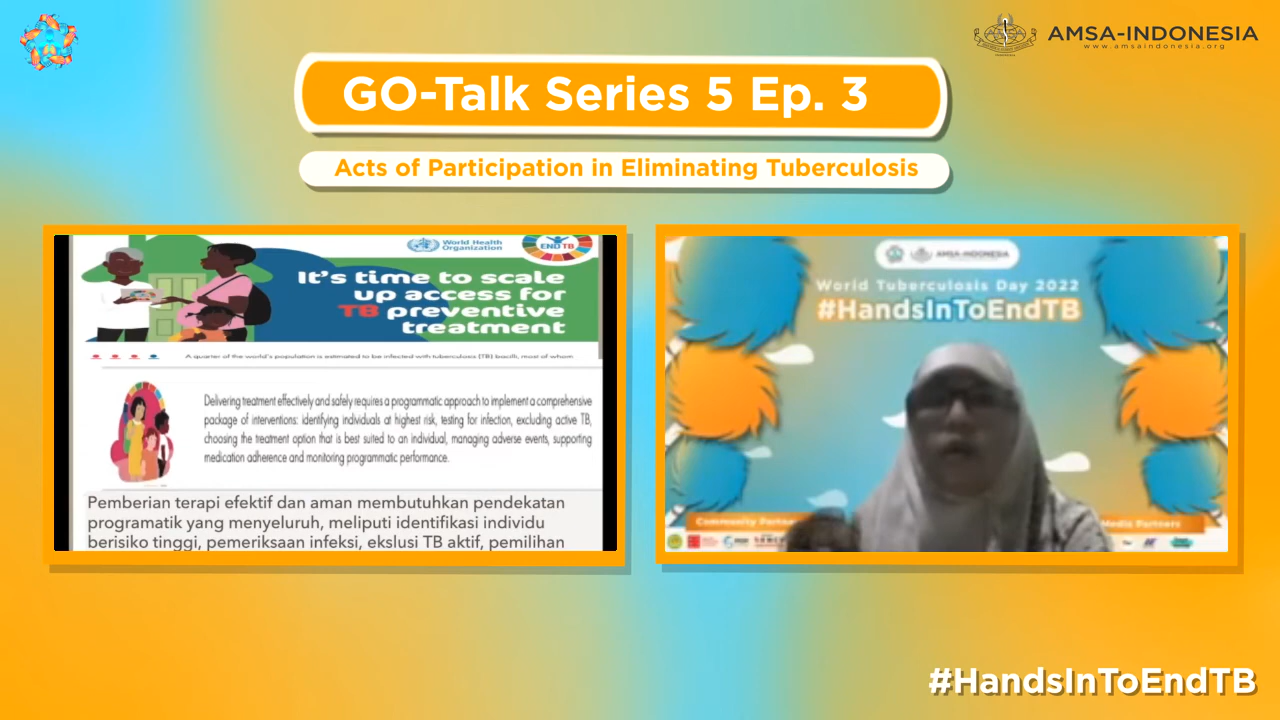 AMSA-INDONESIA
www.amsaindonesia.org
GO-Talk Series 5 Ep. 3
Acts of Participation in Eliminating Tuberculosis
World Health
Organization
END TB
It's time to scale
up access for
TB preventive
treatment
A quarter of the world's population is estimated to be infected with tuberculosis (TB) bacilli, most of whom
Delivering treatment effectively and safely requires a programmatic approach to implement a comprehensive
package of interventions: identifying individuals at highest risk, testing for infection, excluding active TB,
choosing the treatment option that is best suited to an individual, managing adverse events, supporting
medication adherence and monitoring programmatic performance.
Pemberian terapi efektif dan aman membutuhkan pendekatan
programatik yang menyeluruh, meliputi identifikasi individu
berisiko tinggi, pemeriksaan infeksi, ekslusi TB aktif, pemilihan
AMSA-INDONESIA
World Tuberculosis Day 2022
#HandsInToEndTB
Community Partne
Media Partners
#HandsInToEndTB